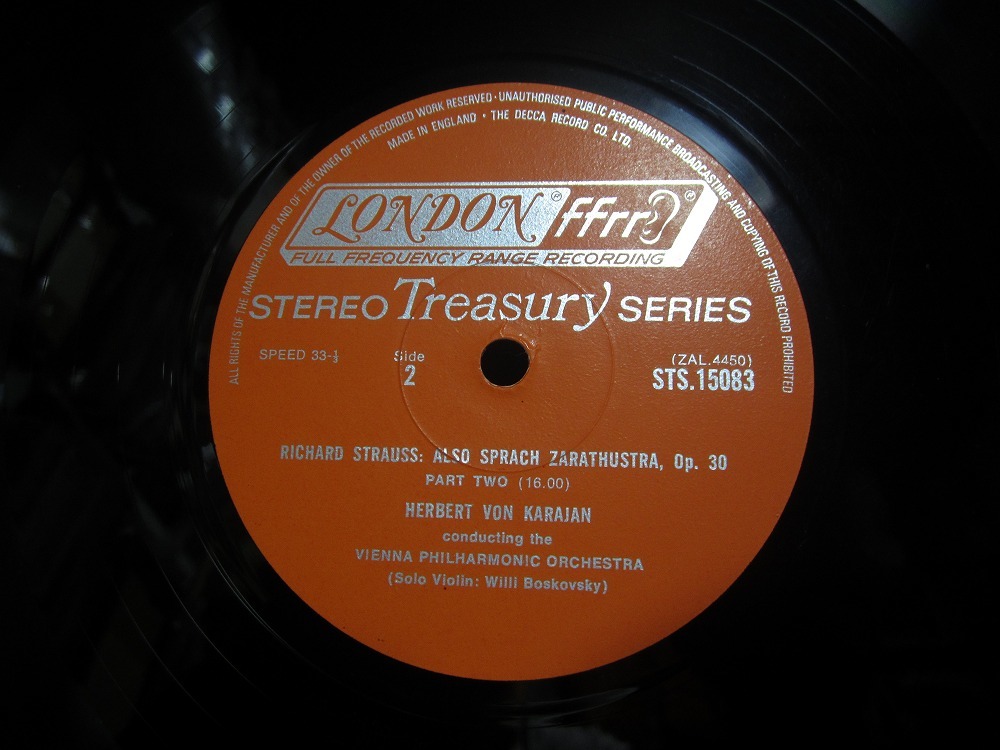 ALL RIGHTS OF THE MANUFACTURER AND OF THE OWNER OF THE RECORDED WORK RESERVED · UNAUTHORISED PUBLIC PERFORMANCE BROADCASTING AND COPYING OF THIS RECORD PROHIBITED
MADE IN ENGLAND • THE DECCA RECORD CO. LTD.
LONDON® ffrr®
FULL FREQUENCY RANGE RECORDING
STEREO Treasury SERIES
SPEED 33-⅓ Side (ZAL.4450)
2 STS.15083
RICHARD STRAUSS: ALSO SPRACH ZARATHUSTRA, Op. 30
PART TWO (16.00)
HERBERT VON KARAJAN
conducting the
VIENNA PHILHARMONIC ORCHESTRA
(Solo Violin: Willi Boskovsky)